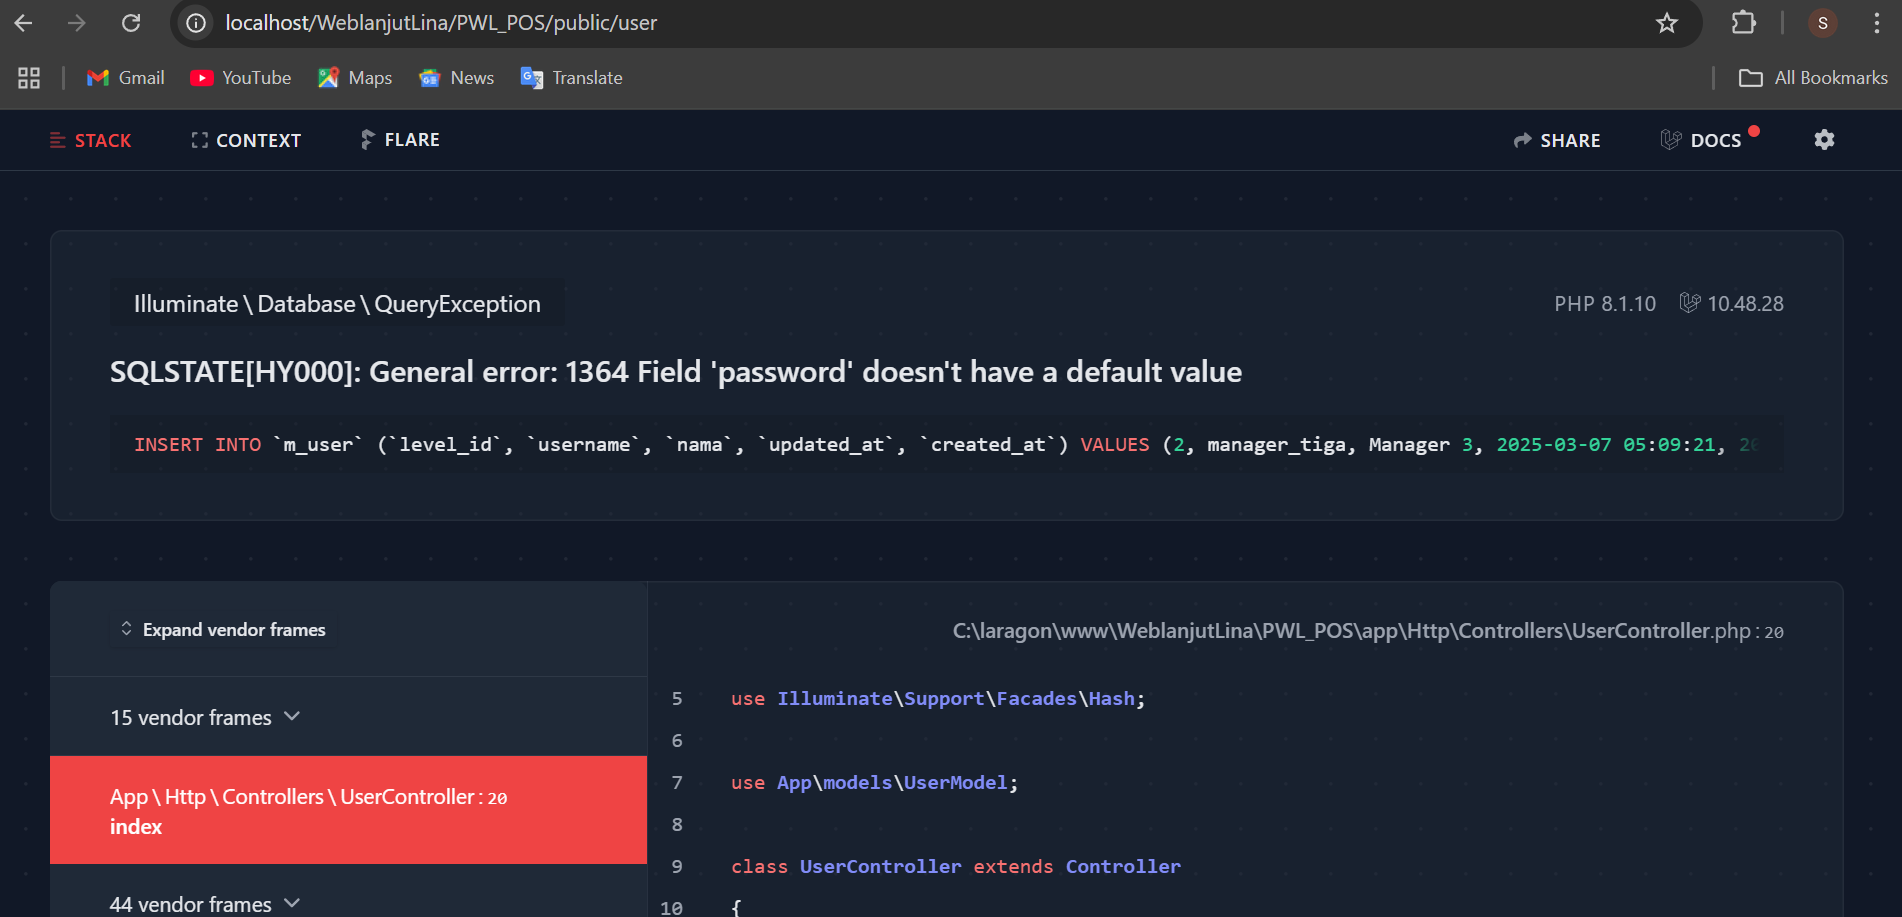 localhost/WeblanjutLina/PWL_POS/public/user
S
Gmail YouTube Maps News Translate All Bookmarks
STACK CONTEXT FLARE SHARE DOCS
Illuminate\Database\QueryException PHP 8.1.10 10.48.28
SQLSTATE[HY000]: General error: 1364 Field 'password' doesn't have a default value
INSERT INTO `m_user` (`level_id`, `username`, `nama`, `updated_at`, `created_at`) VALUES (2, manager_tiga, Manager 3, 2025-03-07 05:09:21, 20
Expand vendor frames
15 vendor frames
App\Http\Controllers\UserController:20
index
44 vendor frames
C:\laragon\www\WeblanjutLina\PWL_POS\app\Http\Controllers\UserController.php:20
5 use Illuminate\Support\Facades\Hash;
6
7 use App\models\UserModel;
8
9 class UserController extends Controller
10 {